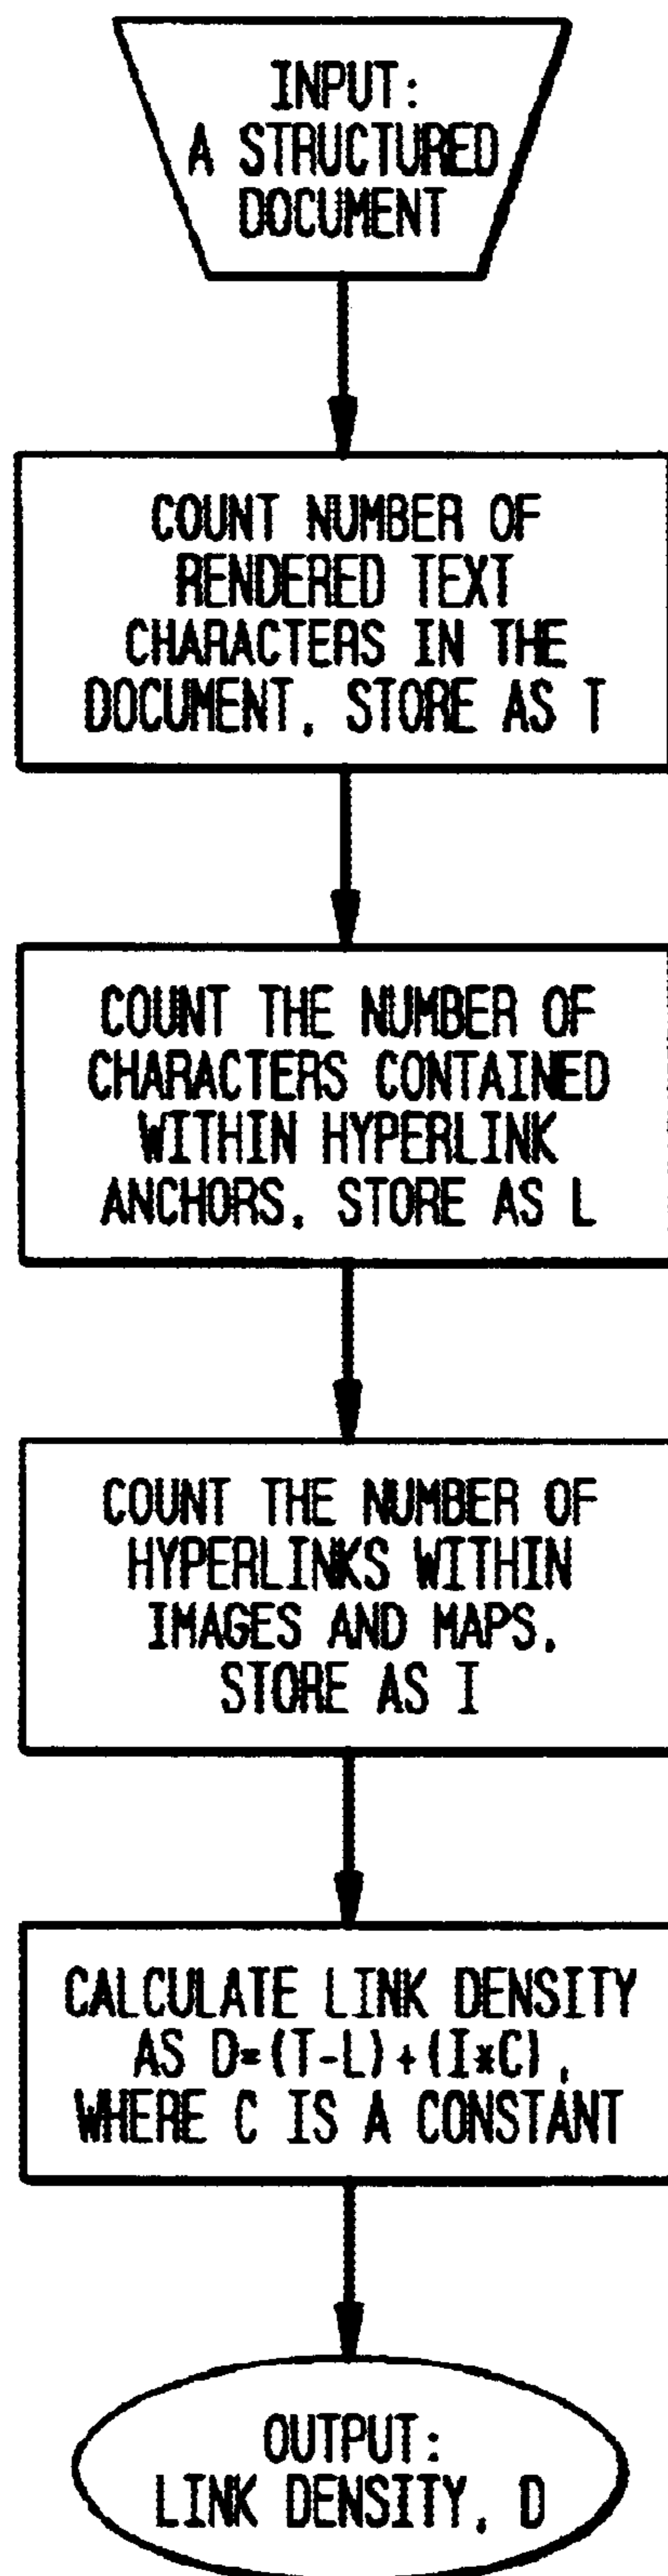 INPUT:
A STRUCTURED
DOCUMENT
COUNT NUMBER OF
RENDERED TEXT
CHARACTERS IN THE
DOCUMENT, STORE AS T
COUNT THE NUMBER OF
CHARACTERS CONTAINED
WITHIN HYPERLINK
ANCHORS, STORE AS L
COUNT THE NUMBER OF
HYPERLINKS WITHIN
IMAGES AND MAPS,
STORE AS I
CALCULATE LINK DENSITY
AS D=(T-L)+(I*C),
WHERE C IS A CONSTANT
OUTPUT:
LINK DENSITY, D